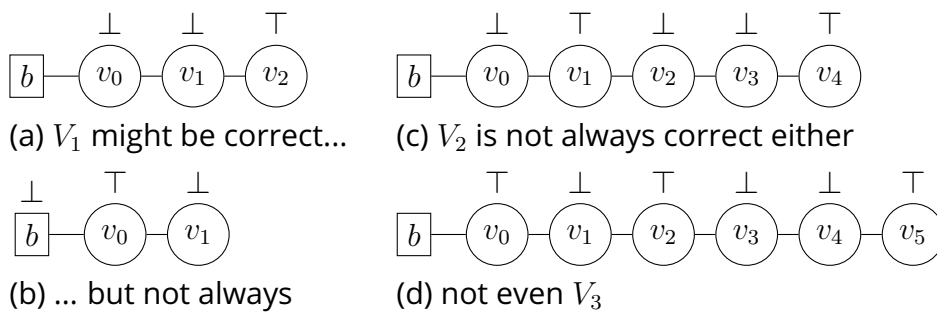 ⊥ ⊥ ⊤
b v₀ v₁ v₂
(a) V₁ might be correct...
⊥ ⊤ ⊥ ⊥ ⊤
b v₀ v₁ v₂ v₃ v₄
(c) V₂ is not always correct either
⊥ ⊤ ⊥
b v₀ v₁
(b) ... but not always
⊤ ⊥ ⊤ ⊥ ⊥ ⊤
b v₀ v₁ v₂ v₃ v₄ v₅
(d) not even V₃